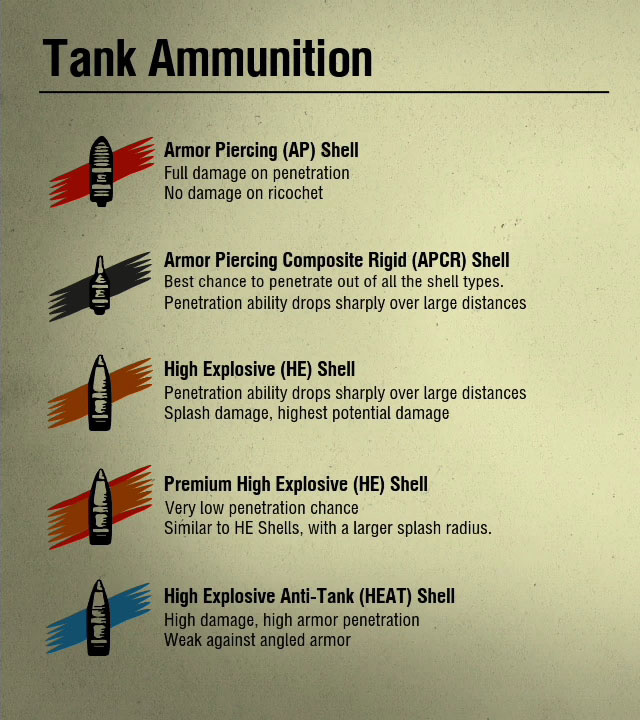 Tank Ammunition
Armor Piercing (AP) Shell
Full damage on penetration
No damage on ricochet
Armor Piercing Composite Rigid (APCR) Shell
Best chance to penetrate out of all the shell types.
Penetration ability drops sharply over large distances
High Explosive (HE) Shell
Penetration ability drops sharply over large distances
Splash damage, highest potential damage
Premium High Explosive (HE) Shell
Very low penetration chance
Similar to HE Shells, with a larger splash radius.
High Explosive Anti-Tank (HEAT) Shell
High damage, high armor penetration
Weak against angled armor